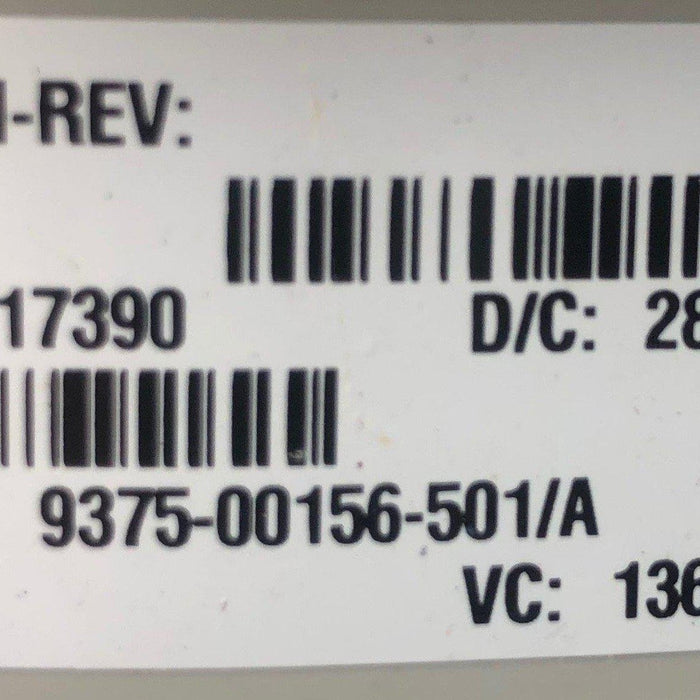 -REV:
17390 D/C: 28
9375-00156-501/A
VC: 136